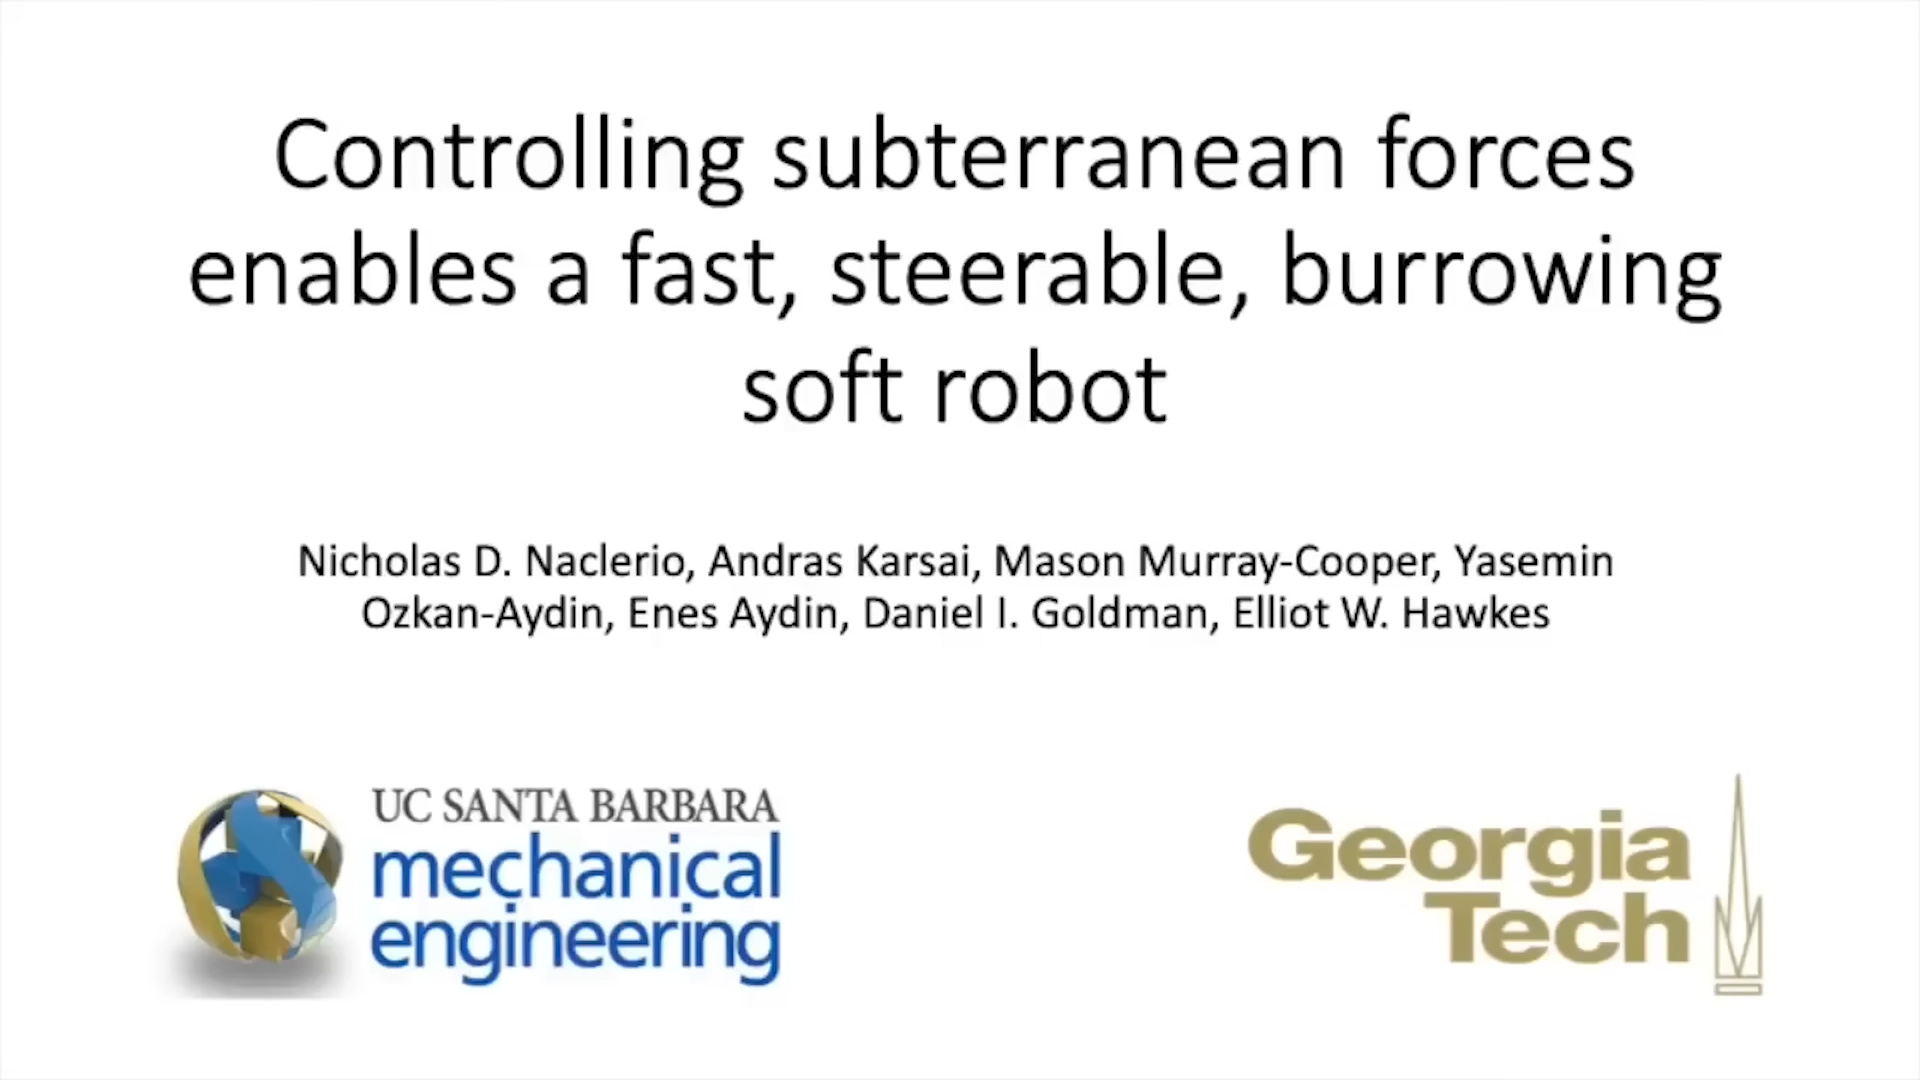 Controlling subterranean forces
enables a fast, steerable, burrowing
soft robot
Nicholas D. Naclerio, Andras Karsai, Mason Murray-Cooper, Yasemin
Ozkan-Aydin, Enes Aydin, Daniel I. Goldman, Elliot W. Hawkes
UC SANTA BARBARA
mechanical
engineering
Georgia
Tech